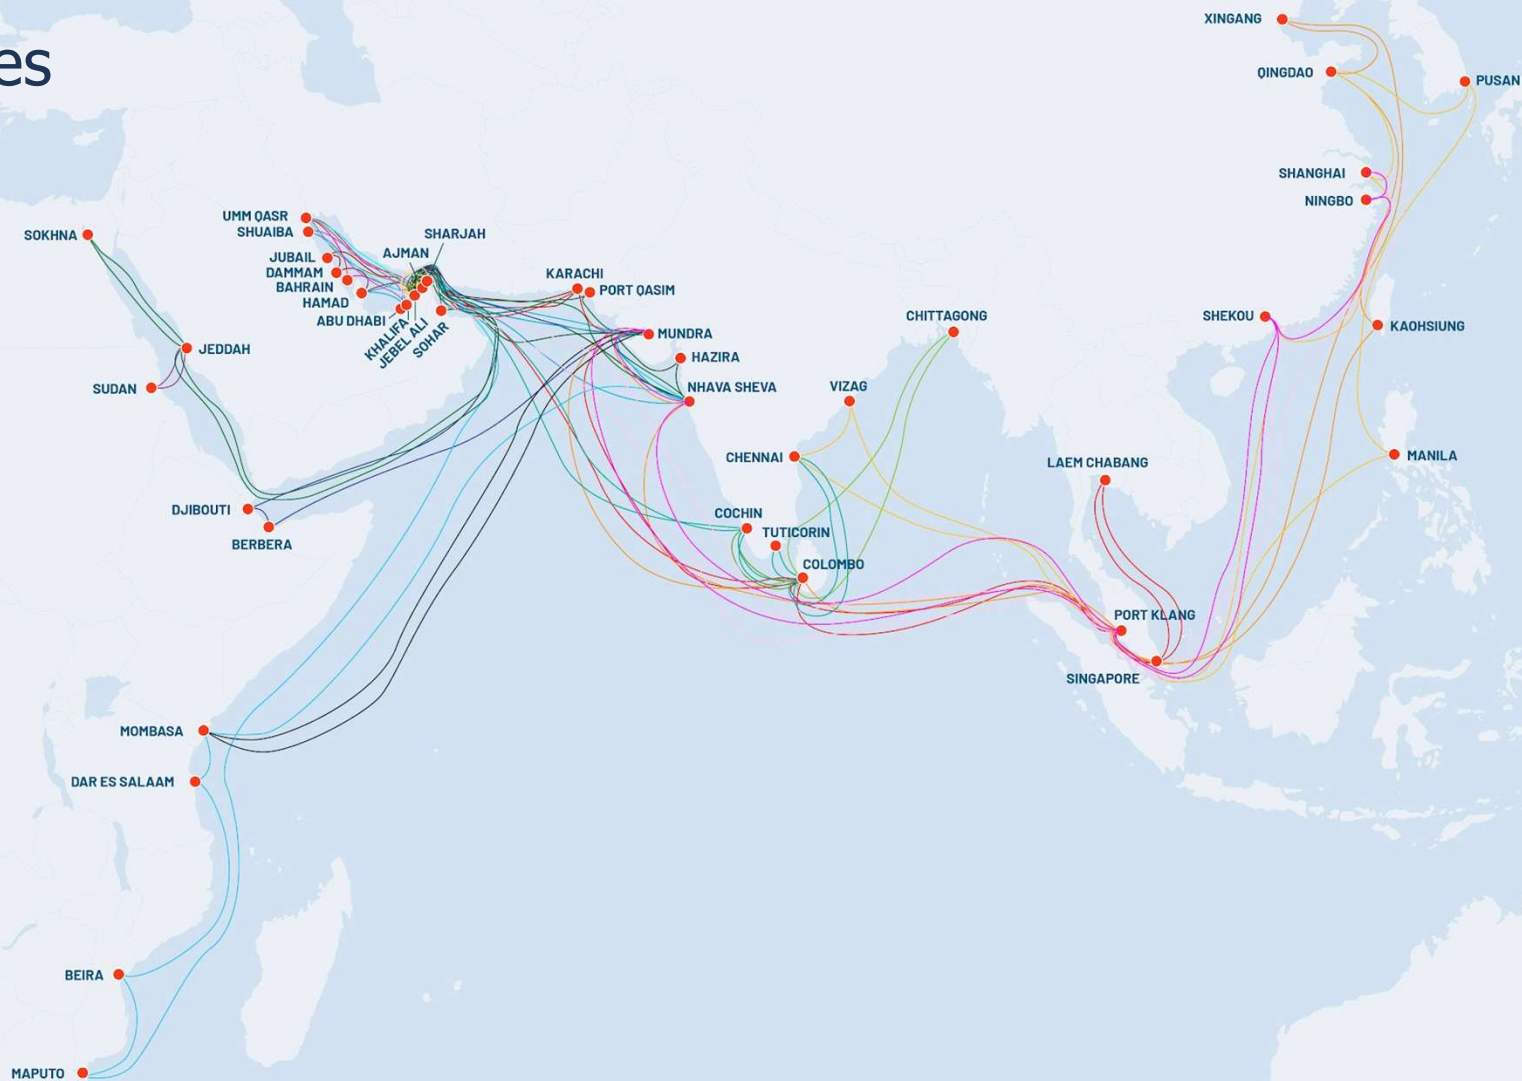 es
XINGANG
QINGDAO
PUSAN
SHANGHAI
NINGBO
SOKHNA
UMM QASR
SHUAIBA
SHARJAH
AJMAN
JUBAIL
DAMMAM
BAHRAIN
HAMAD
ABU DHABI
KHALIFA
JEBEL ALI
SOHAR
KARACHI
PORT QASIM
MUNDRA
HAZIRA
NHAVA SHEVA
CHITTAGONG
SHEKOU
KAOHSIUNG
JEDDAH
SUDAN
VIZAG
CHENNAI
LAEM CHABANG
MANILA
DJIBOUTI
BERBERA
COCHIN
TUTICORIN
COLOMBO
PORT KLANG
SINGAPORE
MOMBASA
DAR ES SALAAM
BEIRA
MAPUTO